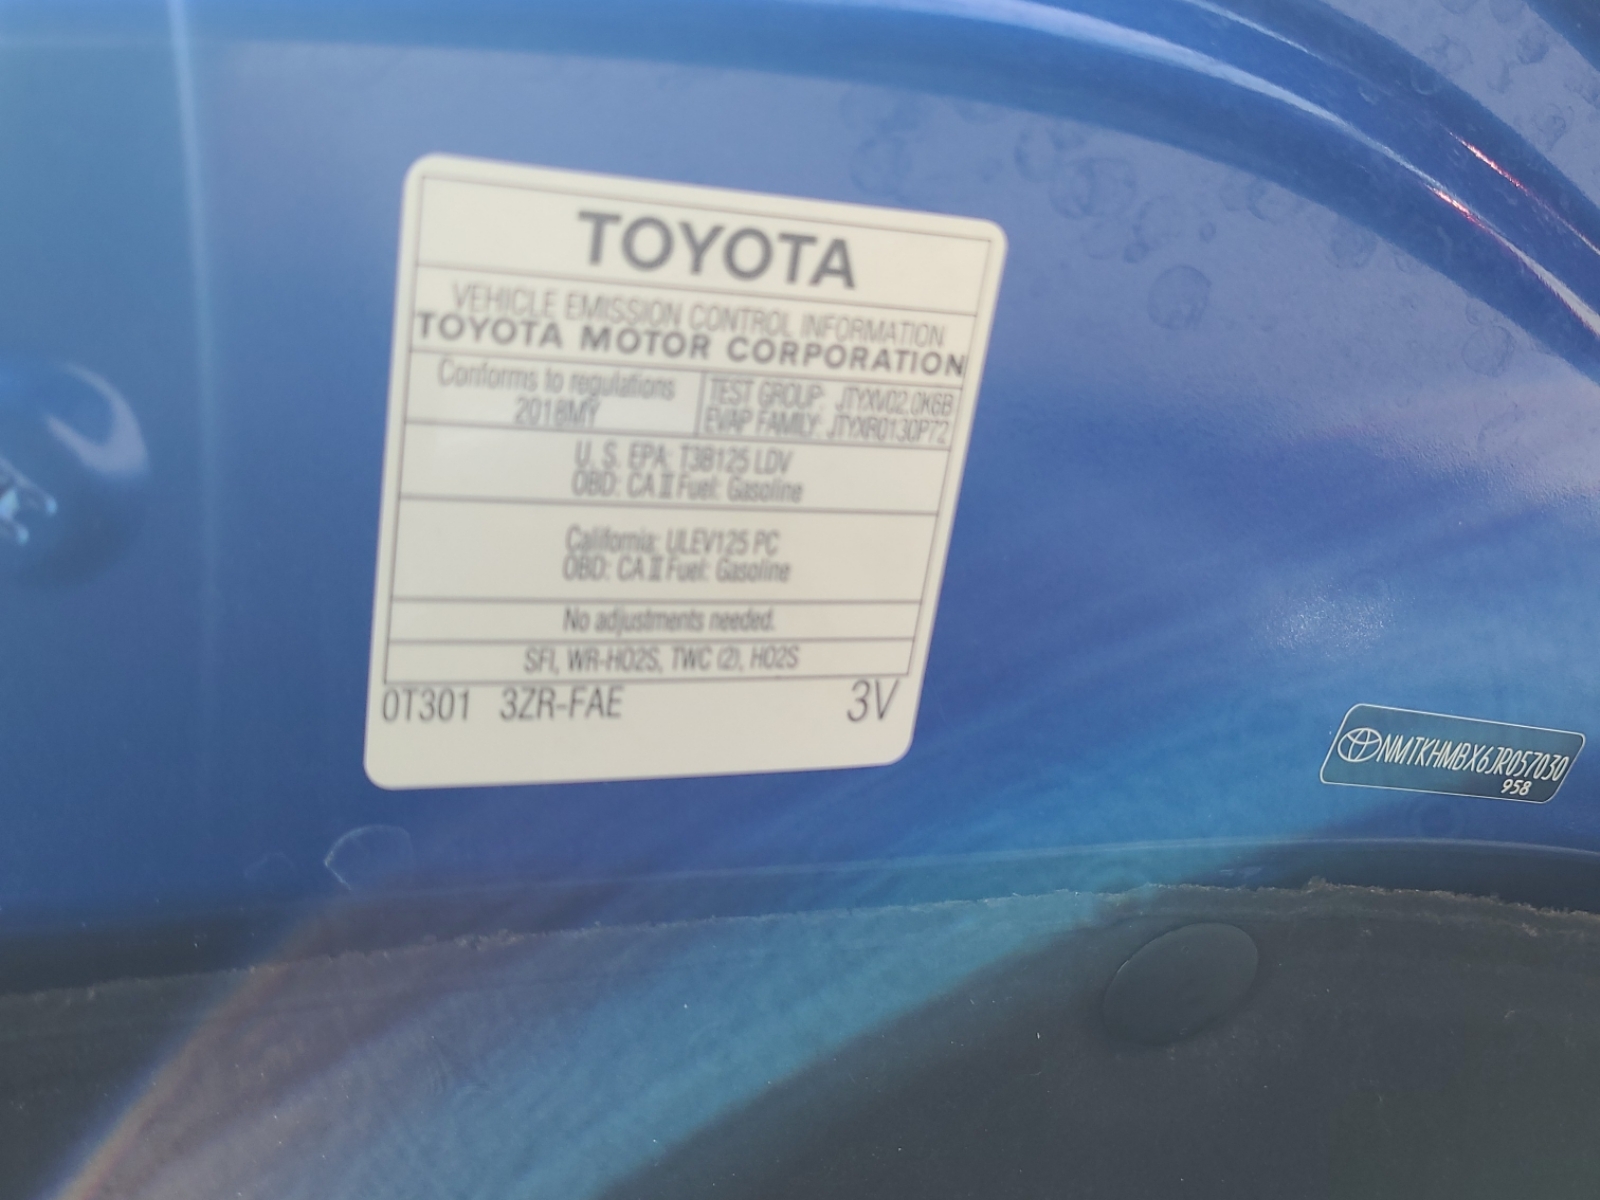 TOYOTA
VEHICLE EMISSION CONTROL INFORMATION
TOYOTA MOTOR CORPORATION
Conforms to regulations
2018MY
TEST GROUP: JTYXV02.0K6B
EVAP FAMILY: JTYXR0130P72
U. S. EPA: T3B125 LDV
OBD: CA II Fuel: Gasoline
California: ULEV125 PC
OBD: CA II Fuel: Gasoline
No adjustments needed.
SFI, WR-HO2S, TWC (2), HO2S
0T301 3ZR-FAE 3V
NMTKHMBX6JR057030
958